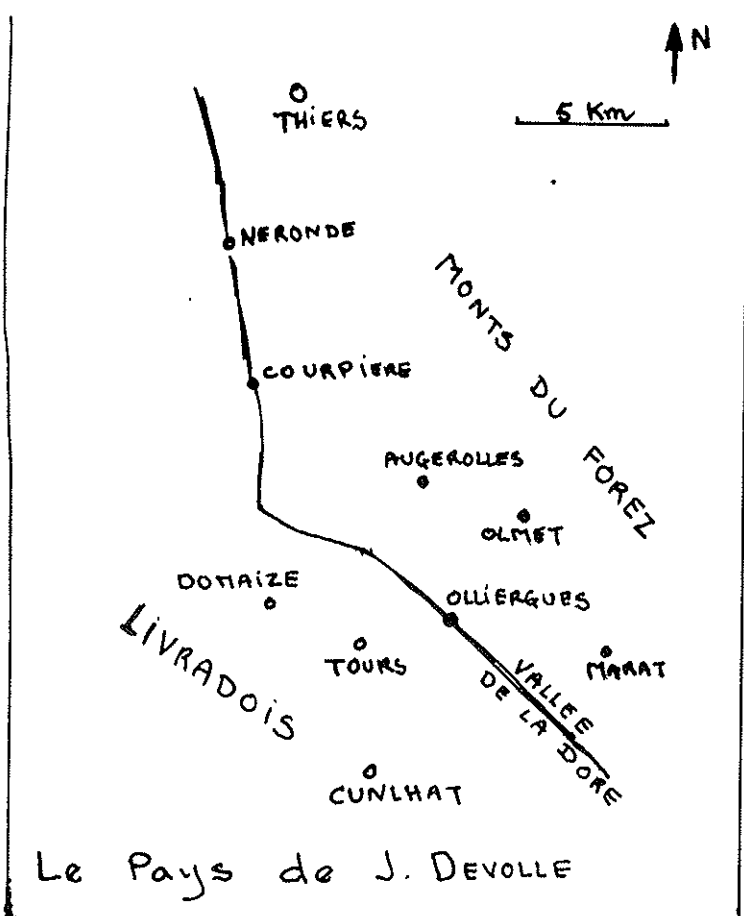 N
THIERS
5 Km
NERONDE
MONTS DU FOREZ
COURPIERE
AUGEROLLES
OLMET
DOMAIZE
OLLIERGUES
LIVRADOIS
TOURS
MARAT
VALLEE
DE LA DORE
CUNLHAT
Le Pays de J. DEVOLLE